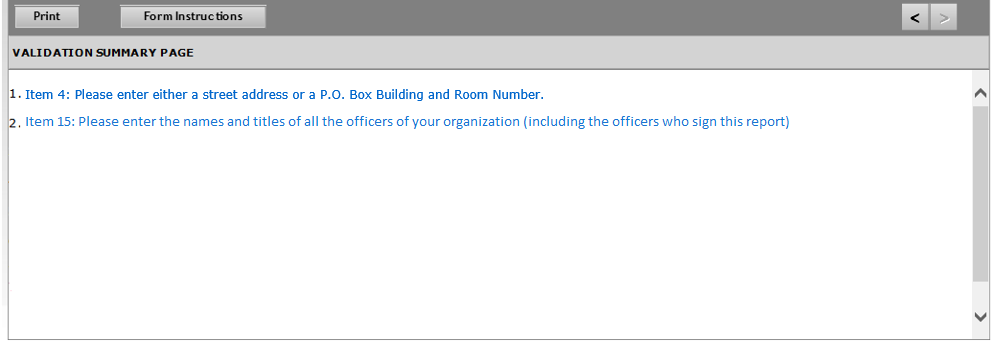 Print Form Instructions < >
VALIDATION SUMMARY PAGE
1. Item 4: Please enter either a street address or a P.O. Box Building and Room Number.
2. Item 15: Please enter the names and titles of all the officers of your organization (including the officers who sign this report)